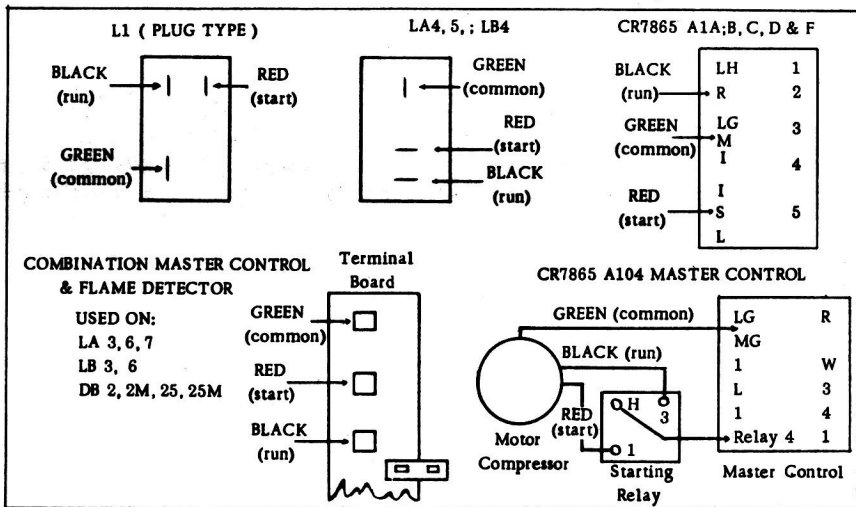 L1 ( PLUG TYPE )
BLACK
(run)
RED
(start)
GREEN
(common)
LA4, 5, ; LB4
GREEN
(common)
RED
(start)
BLACK
(run)
CR7865 A1A;B, C, D & F
BLACK
(run)
GREEN
(common)
RED
(start)
LH 1
R 2
LG 3
M
I 4
I
S 5
L
COMBINATION MASTER CONTROL
& FLAME DETECTOR
USED ON:
LA 3, 6, 7
LB 3, 6
DB 2, 2M, 25, 25M
Terminal
Board
GREEN
(common)
RED
(start)
BLACK
(run)
CR7865 A104 MASTER CONTROL
GREEN (common)
BLACK (run)
RED
(start)
Motor
Compressor
H
3
1
Starting
Relay
LG R
MG
1 W
L 3
1 4
Relay 4 1
Master Control